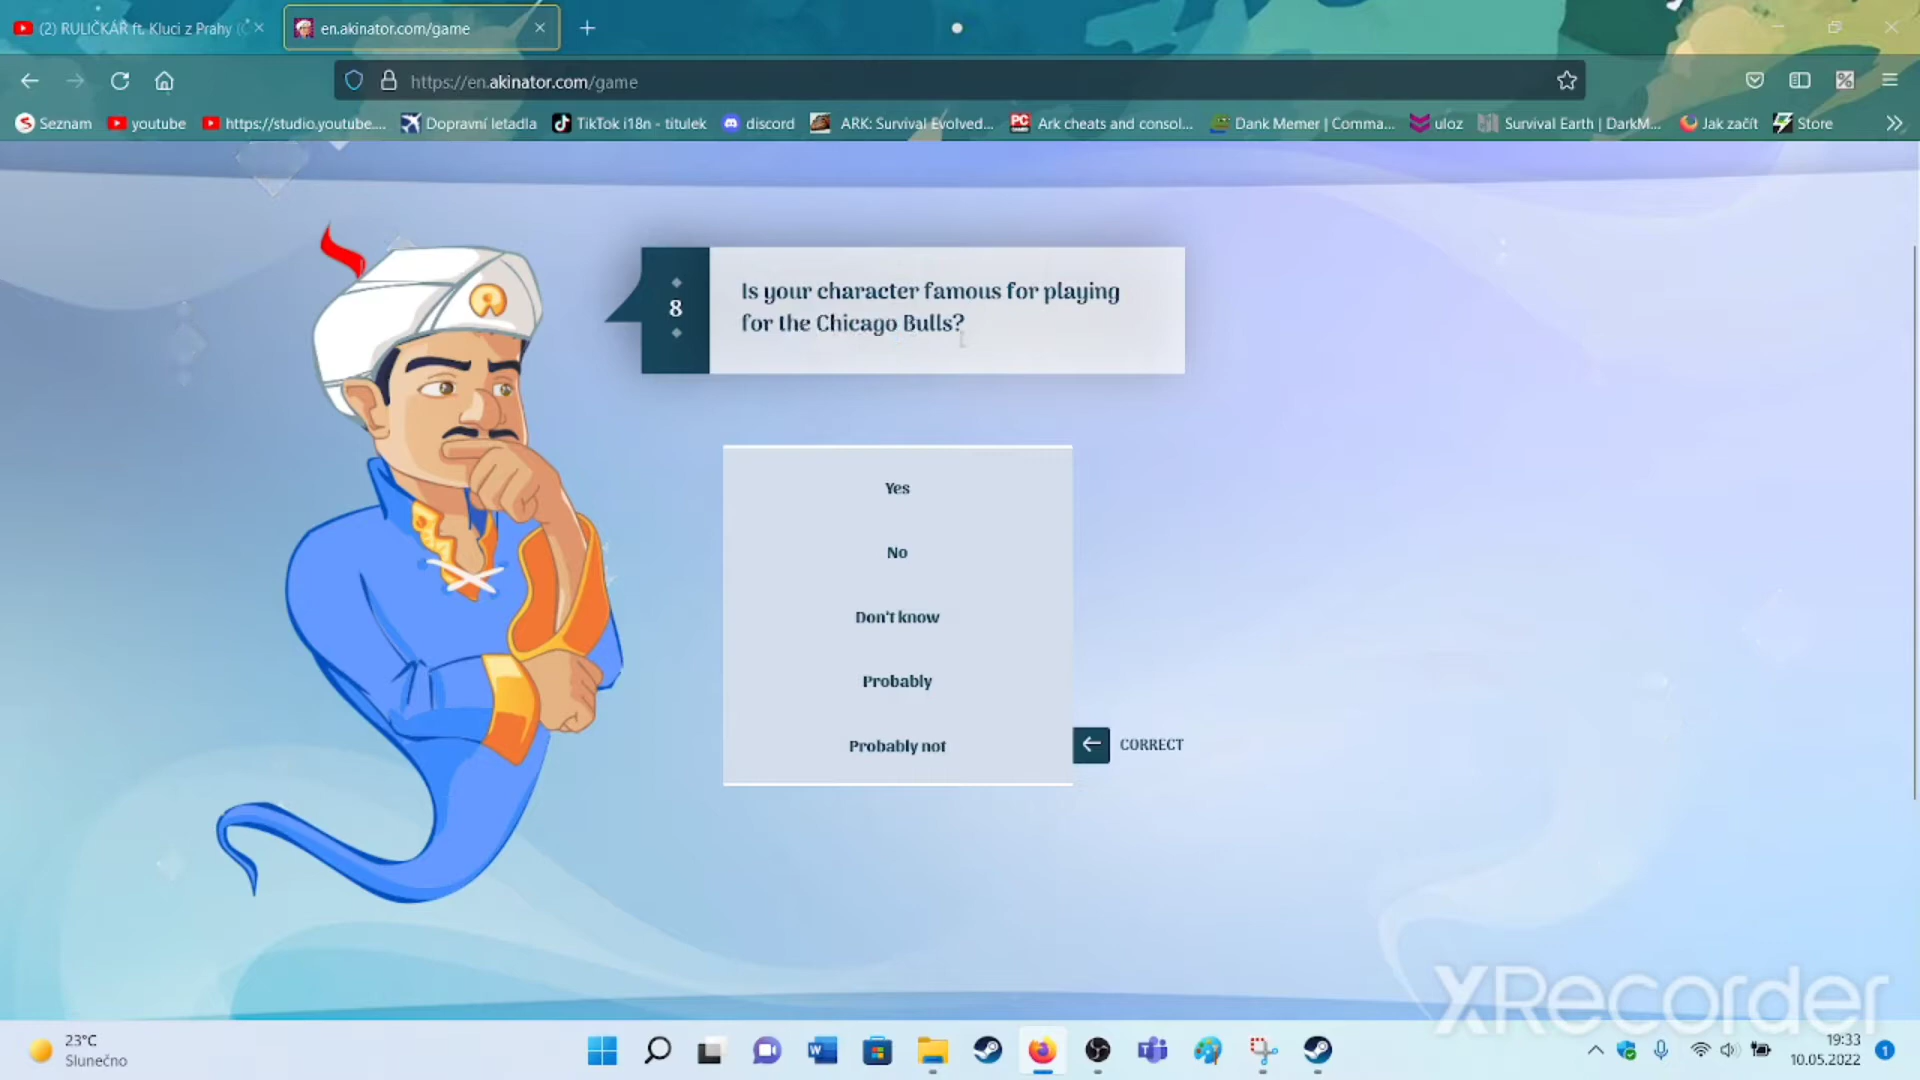 (2) RULIČKÁŘ ft. Kluci z Prahy (O
en.akinator.com/game
https://en.akinator.com/game
Seznam
youtube
https://studio.youtube....
Dopravní letadla
TikTok i18n - titulek
discord
ARK: Survival Evolved...
Ark cheats and consol...
Dank Memer | Comma...
uloz
Survival Earth | DarkM...
Jak začít
Store
8
Is your character famous for playing
for the Chicago Bulls?
Yes
No
Don't know
Probably
Probably not
CORRECT
XRecorder
23°C
Slunečno
19:33
10.05.2022
1